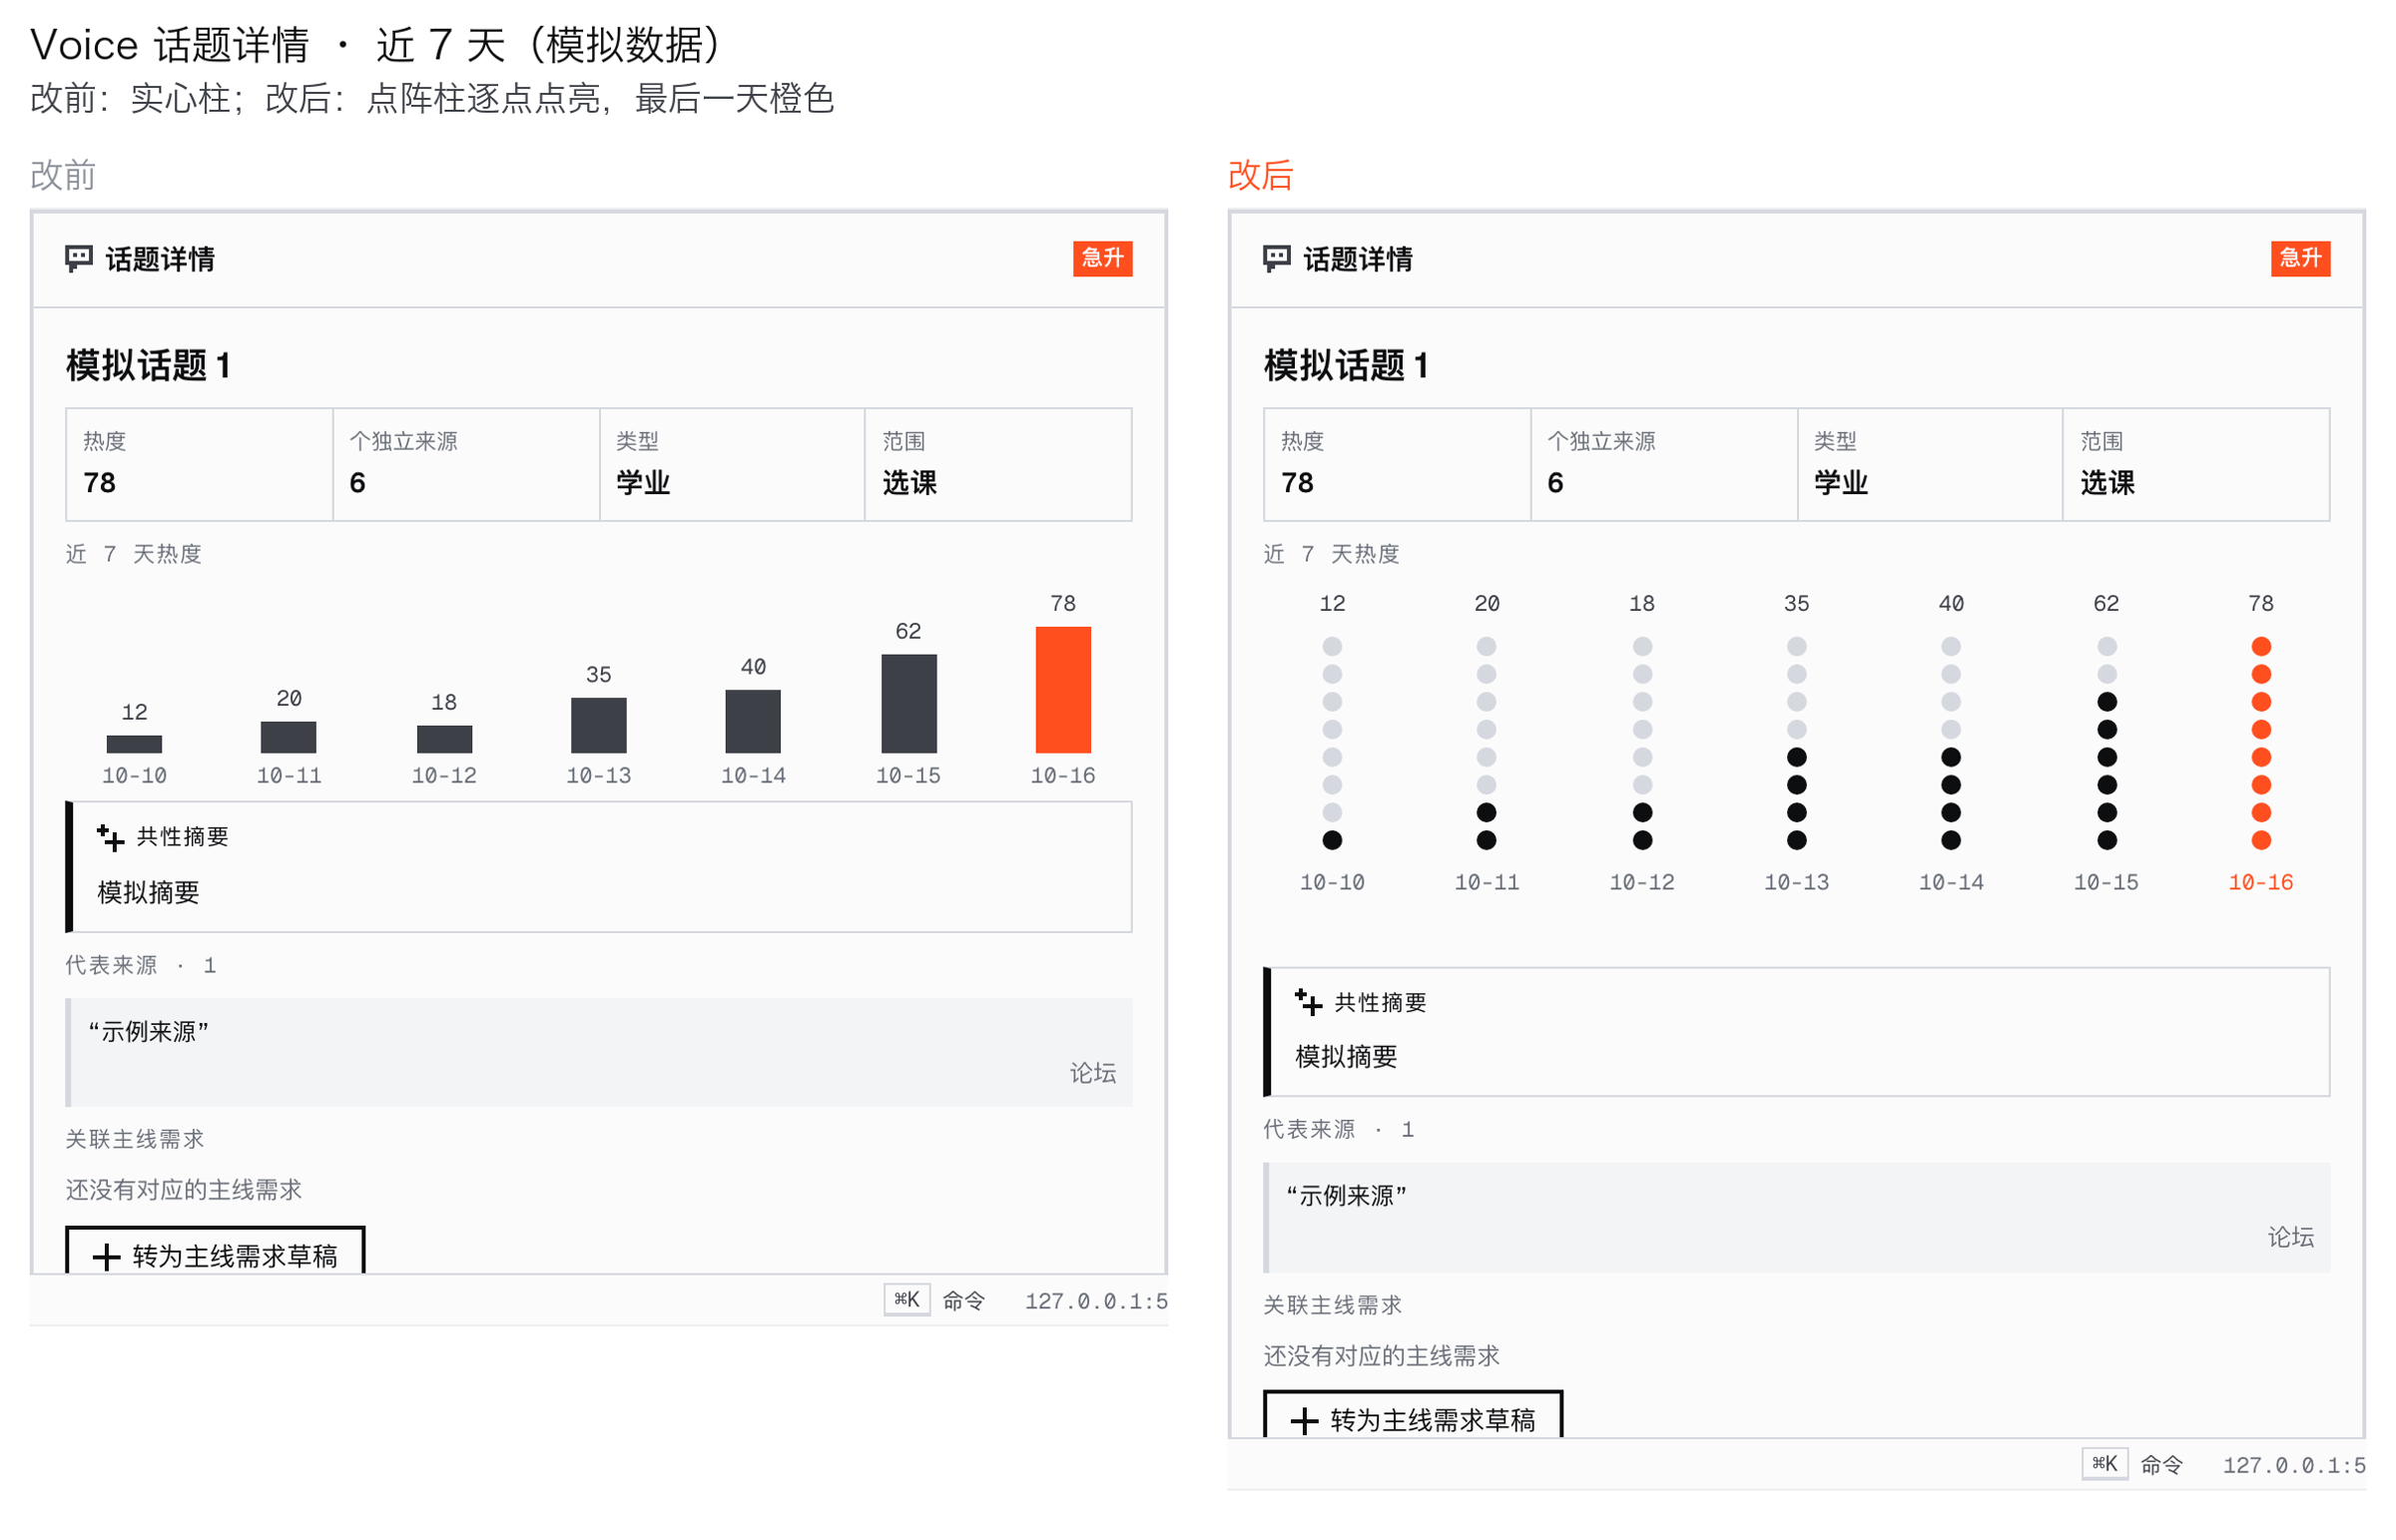 Voice 话题详情 · 近 7 天（模拟数据）
改前：实心柱；改后：点阵柱逐点点亮，最后一天橙色
改前
话题详情
急升
模拟话题 1
热度
个独立来源
类型
范围
78
6
学业
选课
近 7 天热度
12
20
18
35
40
62
78
10-10
10-11
10-12
10-13
10-14
10-15
10-16
共性摘要
模拟摘要
代表来源 · 1
“示例来源”
论坛
关联主线需求
还没有对应的主线需求
转为主线需求草稿
⌘K 命令 127.0.0.1:5
改后
话题详情
急升
模拟话题 1
热度
个独立来源
类型
范围
78
6
学业
选课
近 7 天热度
12
20
18
35
40
62
78
10-10
10-11
10-12
10-13
10-14
10-15
10-16
共性摘要
模拟摘要
代表来源 · 1
“示例来源”
论坛
关联主线需求
还没有对应的主线需求
转为主线需求草稿
⌘K 命令 127.0.0.1:5